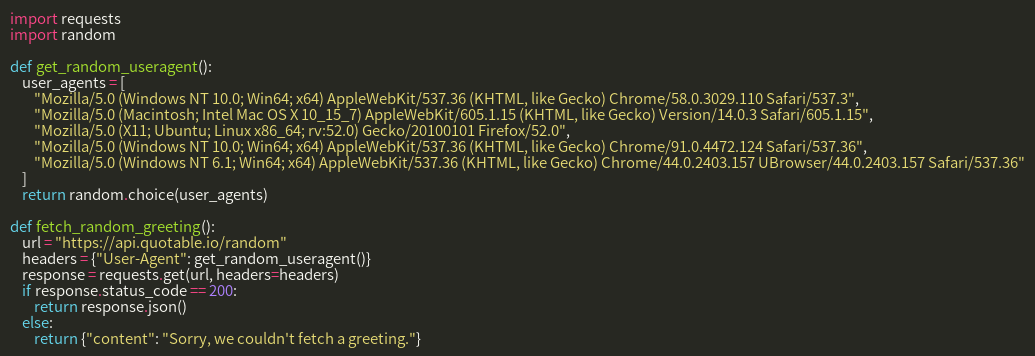 import requests
import random

def get_random_useragent():
    user_agents = [
        "Mozilla/5.0 (Windows NT 10.0; Win64; x64) AppleWebKit/537.36 (KHTML, like Gecko) Chrome/58.0.3029.110 Safari/537.3",
        "Mozilla/5.0 (Macintosh; Intel Mac OS X 10_15_7) AppleWebKit/605.1.15 (KHTML, like Gecko) Version/14.0.3 Safari/605.1.15",
        "Mozilla/5.0 (X11; Ubuntu; Linux x86_64; rv:52.0) Gecko/20100101 Firefox/52.0",
        "Mozilla/5.0 (Windows NT 10.0; Win64; x64) AppleWebKit/537.36 (KHTML, like Gecko) Chrome/91.0.4472.124 Safari/537.36",
        "Mozilla/5.0 (Windows NT 6.1; Win64; x64) AppleWebKit/537.36 (KHTML, like Gecko) Chrome/44.0.2403.157 UBrowser/44.0.2403.157 Safari/537.36"
    ]
    return random.choice(user_agents)

def fetch_random_greeting():
    url = "https://api.quotable.io/random"
    headers = {"User-Agent": get_random_useragent()}
    response = requests.get(url, headers=headers)
    if response.status_code == 200:
        return response.json()
    else:
        return {"content": "Sorry, we couldn't fetch a greeting."}